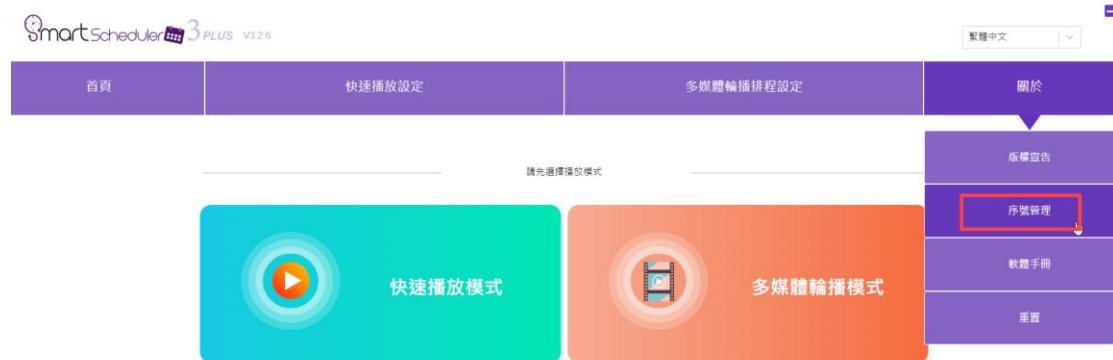 Smart Scheduler 3 PLUS V3.2.6
繁體中文
首頁
快速播放設定
多媒體輪播排程設定
關於
版權宣告
請先選擇播放模式
序號管理
軟體手冊
快速播放模式
多媒體輪播模式
重置